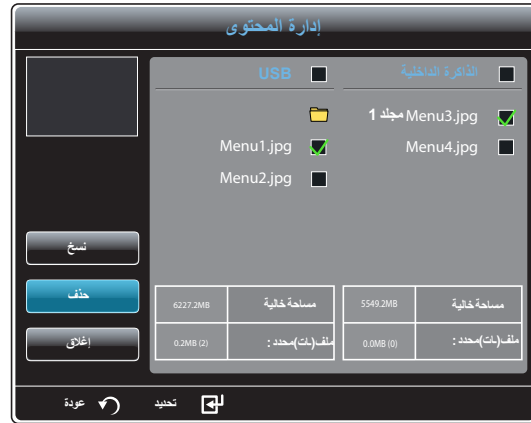 إدارة المحتوى
الذاكرة الداخلية
USB
مجلد 1 Menu3.jpg
Menu1.jpg
Menu4.jpg
Menu2.jpg
نسخ
حذف
إغلاق
مساحة خالية 5549.2MB
مساحة خالية 6227.2MB
ملف(ـات)محدد : 0.0MB (0)
ملف(ـات)محدد : 0.2MB (2)
تحديد
عودة